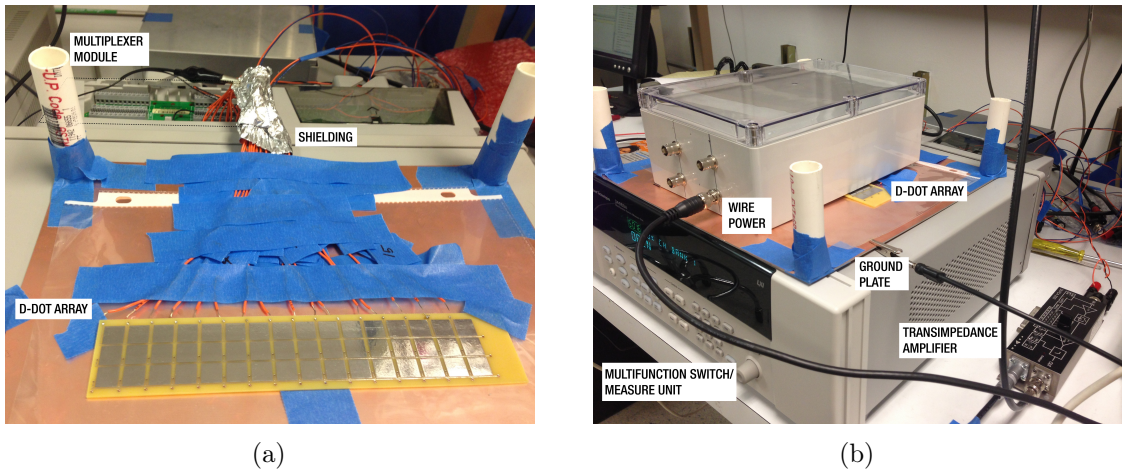 MULTIPLEXER
MODULE
SHIELDING
D-DOT ARRAY
(a)
D-DOT ARRAY
WIRE
POWER
GROUND
PLATE
TRANSIMPEDANCE
AMPLIFIER
MULTIFUNCTION SWITCH/
MEASURE UNIT
(b)